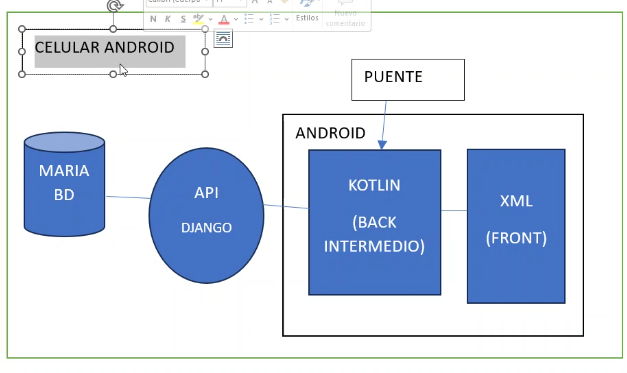 N K S
Estilos
Nuevo
comentario
CELULAR ANDROID
PUENTE
ANDROID
MARIA
BD
API
DJANGO
KOTLIN
(BACK
INTERMEDIO)
XML
(FRONT)